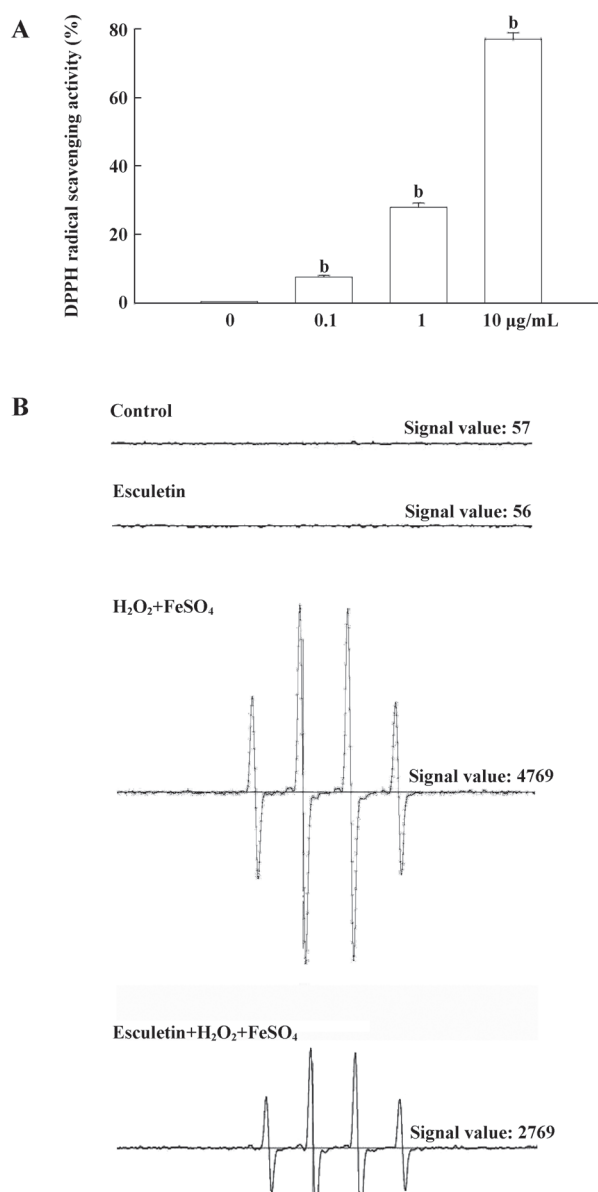 A
DPPH radical scavenging activity (%)
80
60
40
20
0
b
b
b
0
0.1
1
10 µg/mL
B
Control
Signal value: 57
Esculetin
Signal value: 56
H₂O₂+FeSO₄
Signal value: 4769
Esculetin+H₂O₂+FeSO₄
Signal value: 2769